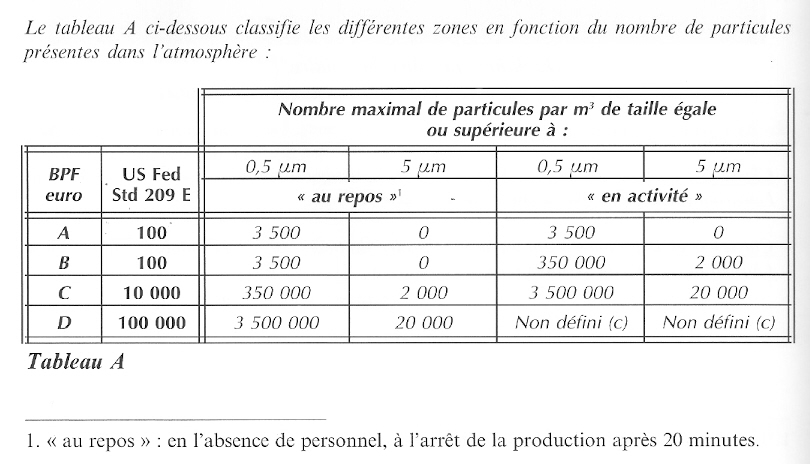 Le tableau A ci-dessous classifie les différentes zones en fonction du nombre de particules
présentes dans l'atmosphère :
Nombre maximal de particules par m³ de taille égale
ou supérieure à :
BPF euro | US Fed Std 209 E | 0,5 µm | 5 µm | 0,5 µm | 5 µm
« au repos »¹ | « en activité »
A | 100 | 3 500 | 0 | 3 500 | 0
B | 100 | 3 500 | 0 | 350 000 | 2 000
C | 10 000 | 350 000 | 2 000 | 3 500 000 | 20 000
D | 100 000 | 3 500 000 | 20 000 | Non défini (c) | Non défini (c)
Tableau A
1. « au repos » : en l'absence de personnel, à l'arrêt de la production après 20 minutes.